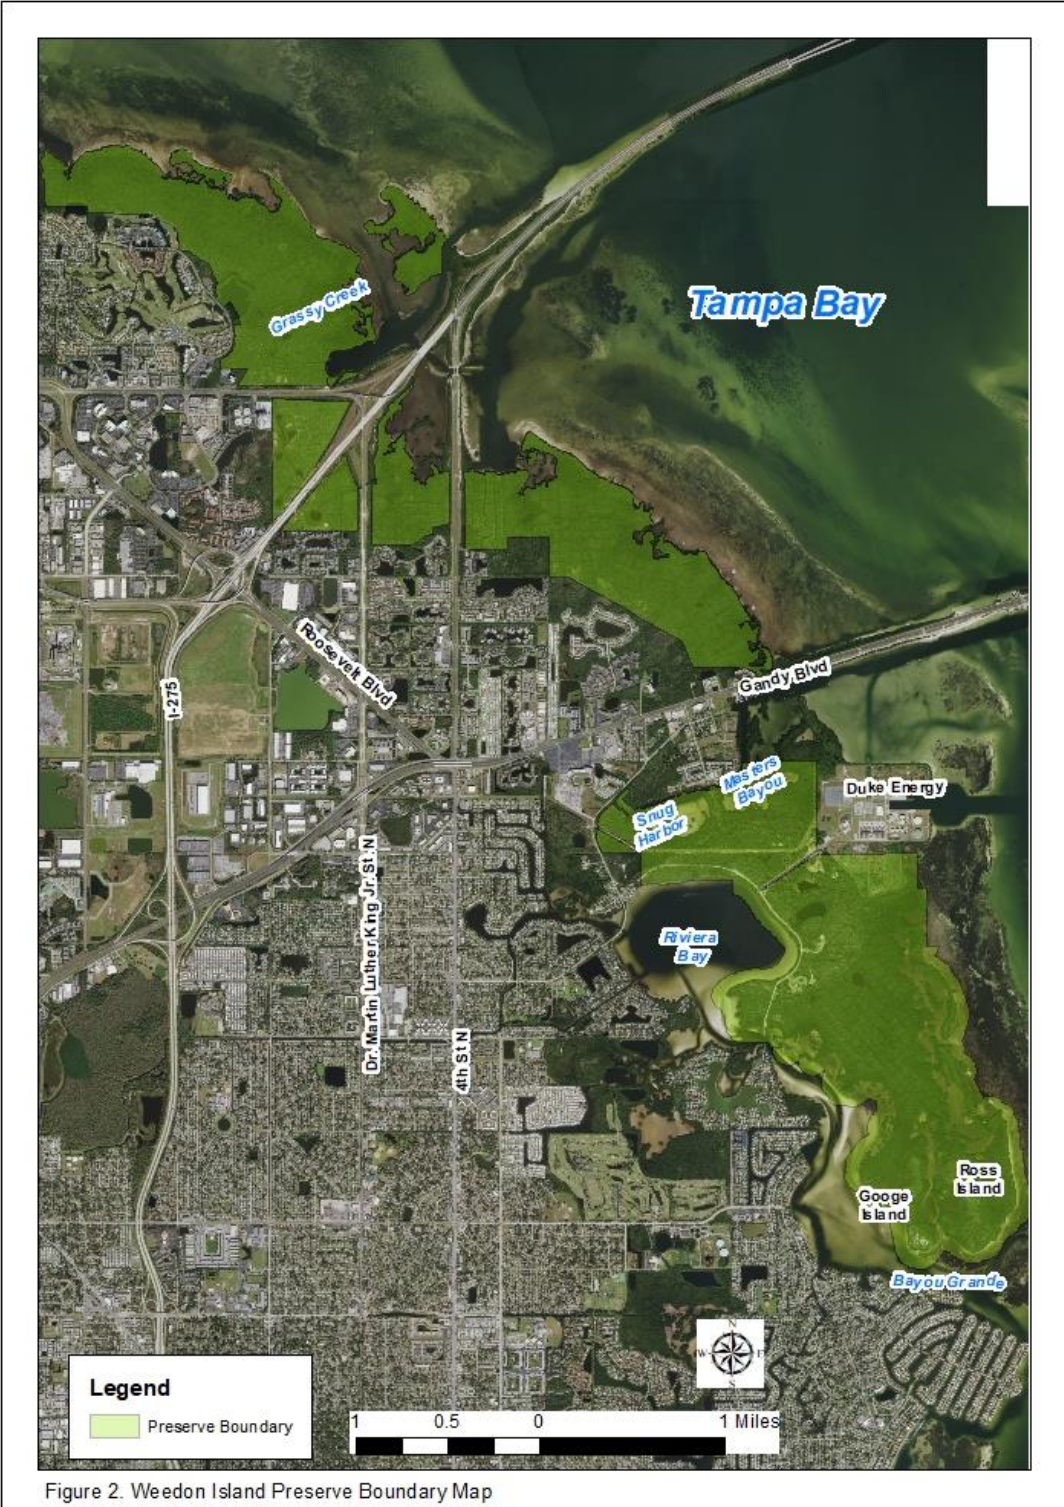 Tampa Bay
Grassy Creek
Roosevelt Blvd
I-275
Gandy Blvd
Masters
Bayou
Duke Energy
Snug
Harbor
Dr. Martin Luther King Jr. St. N
Riviera
Bay
4th St N
Ross
Island
Googe
Island
Bayou Grande
N
W
E
S
Legend
Preserve Boundary
1 0.5 0 1 Miles
Figure 2. Weedon Island Preserve Boundary Map